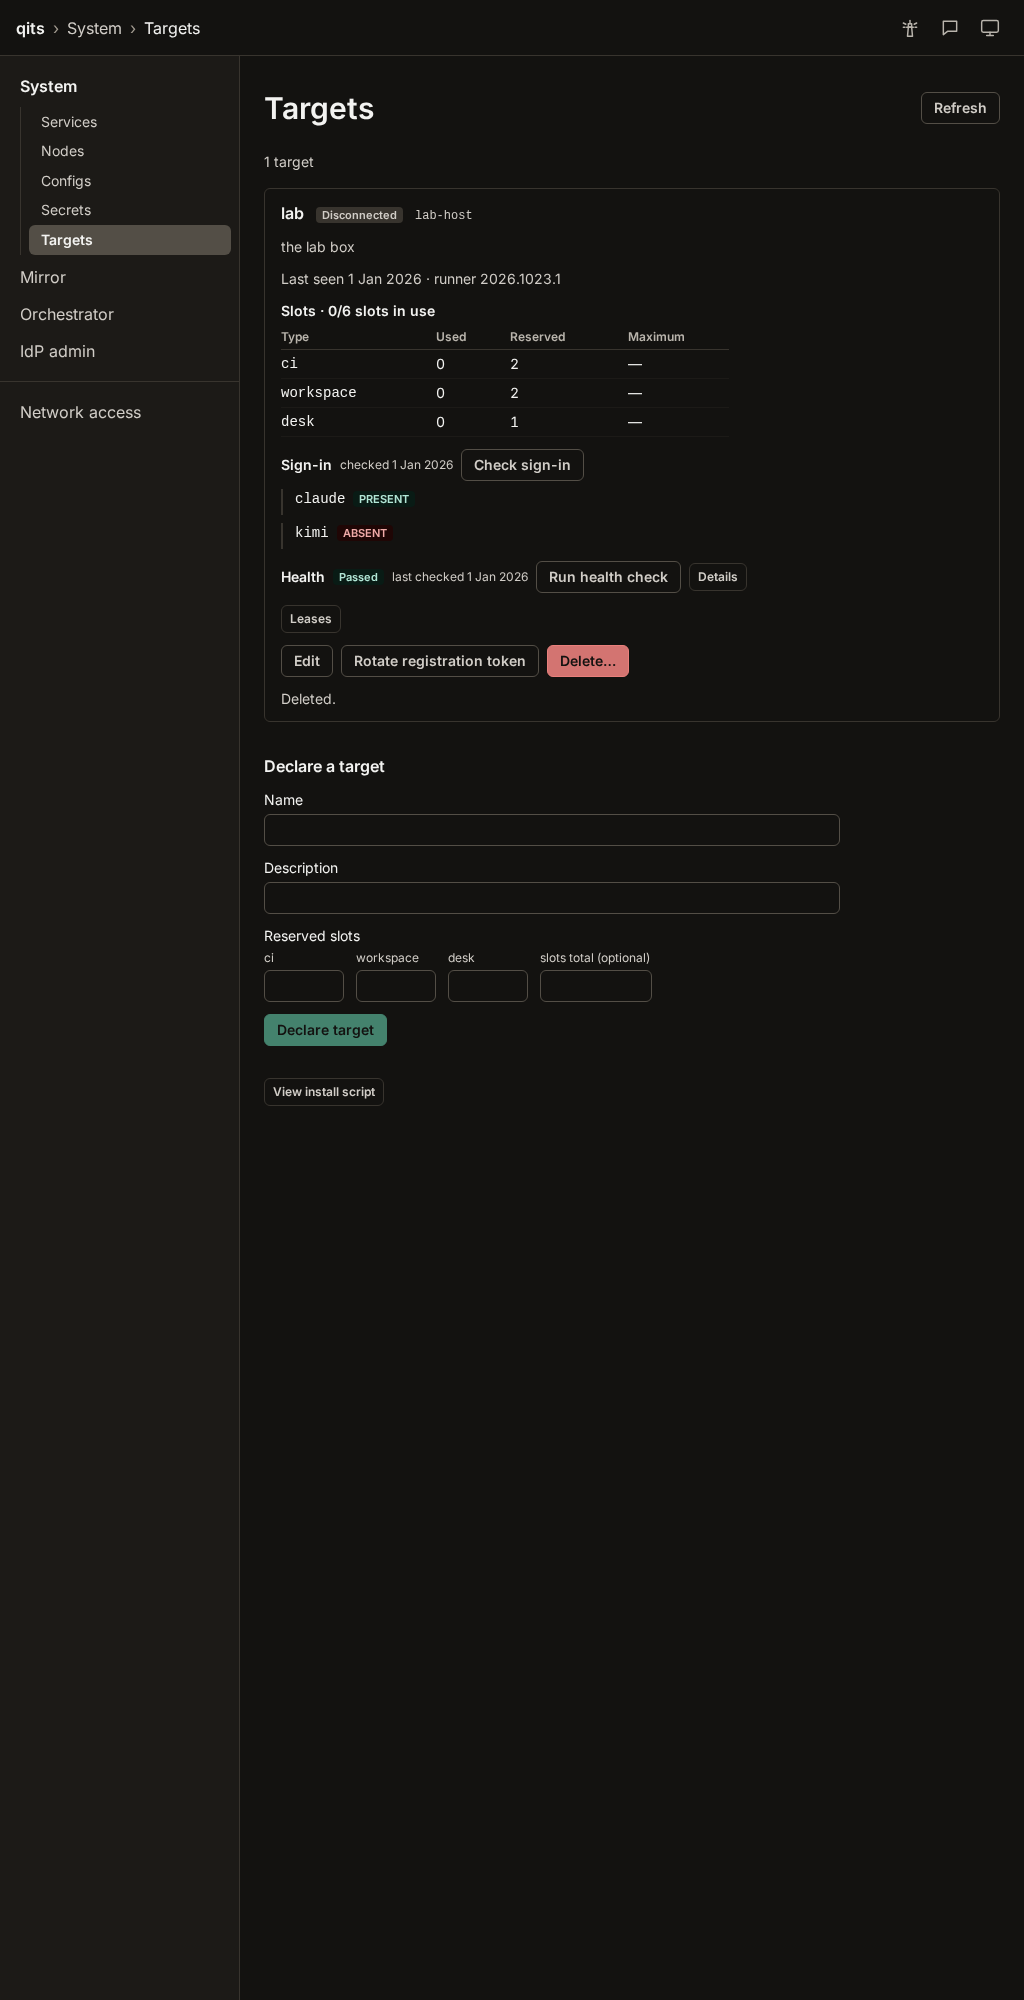 qits › System › Targets
System
Services
Nodes
Configs
Secrets
Targets
Mirror
Orchestrator
IdP admin
Network access
Targets
Refresh
1 target
lab Disconnected lab-host
the lab box
Last seen 1 Jan 2026 · runner 2026.1023.1
Slots · 0/6 slots in use
Type Used Reserved Maximum
ci 0 2 —
workspace 0 2 —
desk 0 1 —
Sign-in checked 1 Jan 2026 Check sign-in
claude PRESENT
kimi ABSENT
Health Passed last checked 1 Jan 2026 Run health check Details
Leases
Edit Rotate registration token Delete...
Deleted.
Declare a target
Name
Description
Reserved slots
ci workspace desk slots total (optional)
Declare target
View install script